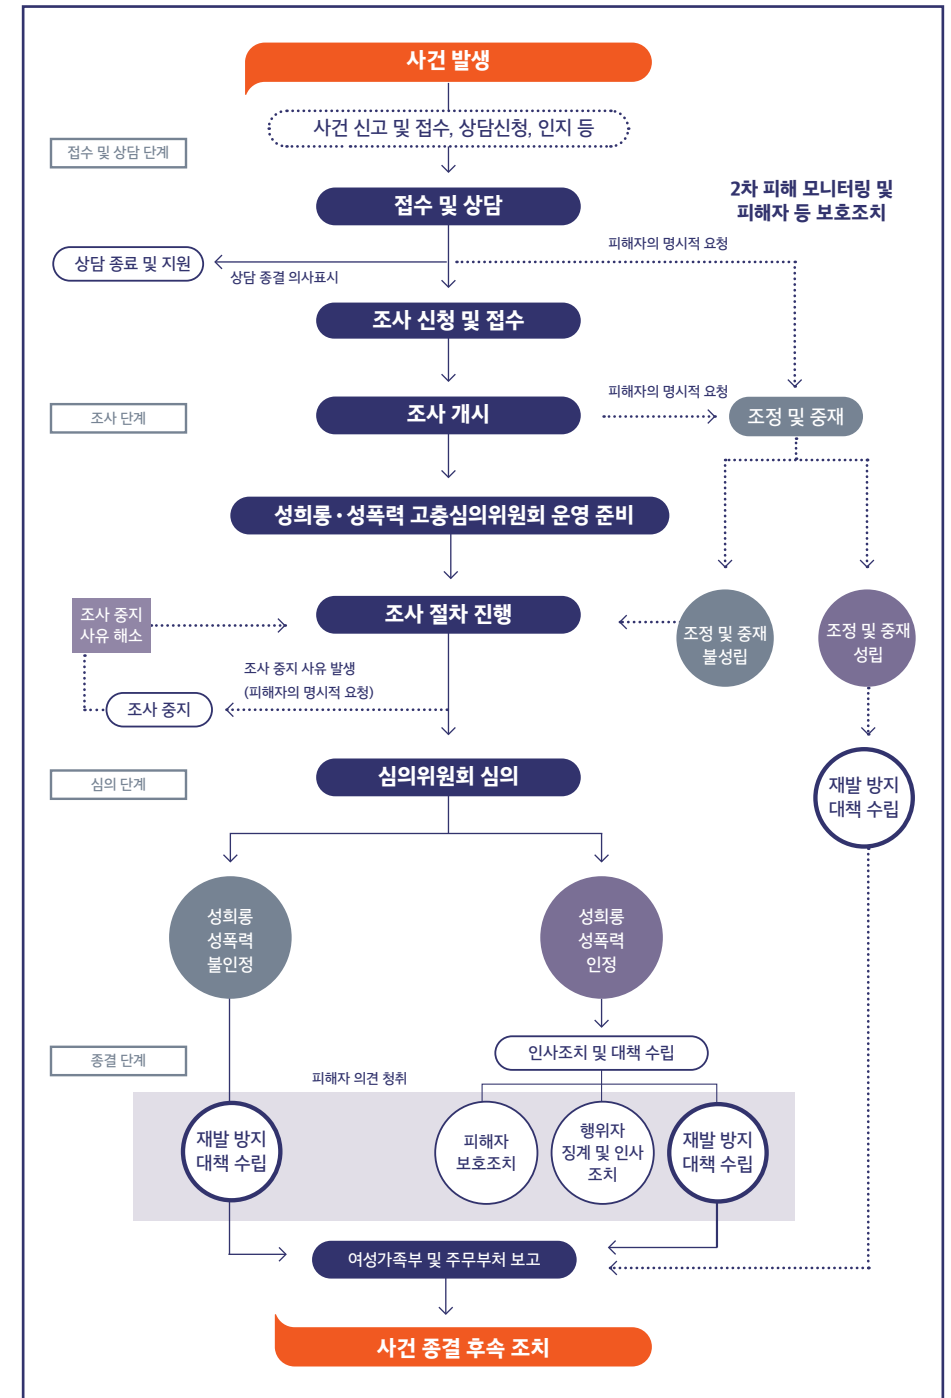 사건 발생
사건 신고 및 접수, 상담신청, 인지 등
접수 및 상담 단계
접수 및 상담
2차 피해 모니터링 및
피해자 등 보호조치
피해자의 명시적 요청
상담 종료 및 지원
상담 종결 의사표시
조사 신청 및 접수
조사 단계
조사 개시
피해자의 명시적 요청
조정 및 중재
성희롱·성폭력 고충심의위원회 운영 준비
조사 절차 진행
조사 중지
사유 해소
조정 및 중재
불성립
조정 및 중재
성립
조사 중지 사유 발생
(피해자의 명시적 요청)
조사 중지
심의 단계
심의위원회 심의
재발 방지
대책 수립
성희롱
성폭력
불인정
성희롱
성폭력
인정
종결 단계
인사조치 및 대책 수립
피해자 의견 청취
재발 방지
대책 수립
피해자
보호조치
행위자
징계 및 인사
조치
재발 방지
대책 수립
여성가족부 및 주무부처 보고
사건 종결 후속 조치